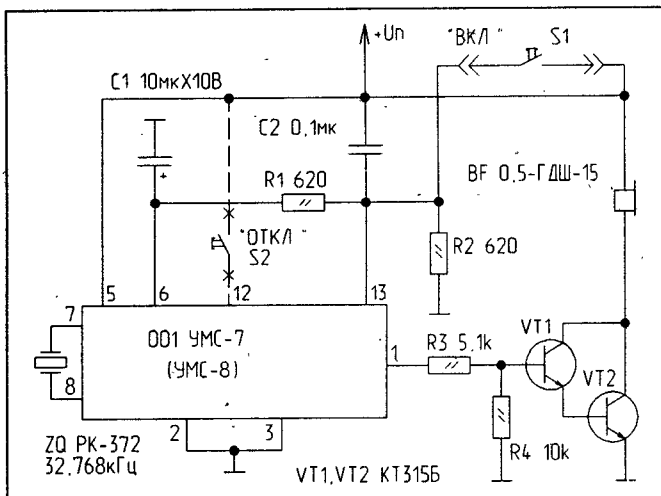 +Uп
"ВКЛ"
S1
C1 10мкХ10В
C2 0,1мк
R1 620
BF 0,5-ГДШ-15
"ОТКЛ"
S2
R2 620
5
6
12
13
7
8
DD1 УМС-7
(УМС-8)
1
R3 5.1k
VT1
VT2
2
3
R4 10k
ZQ РК-372
32.768кГц
VT1,VT2 КТ315Б